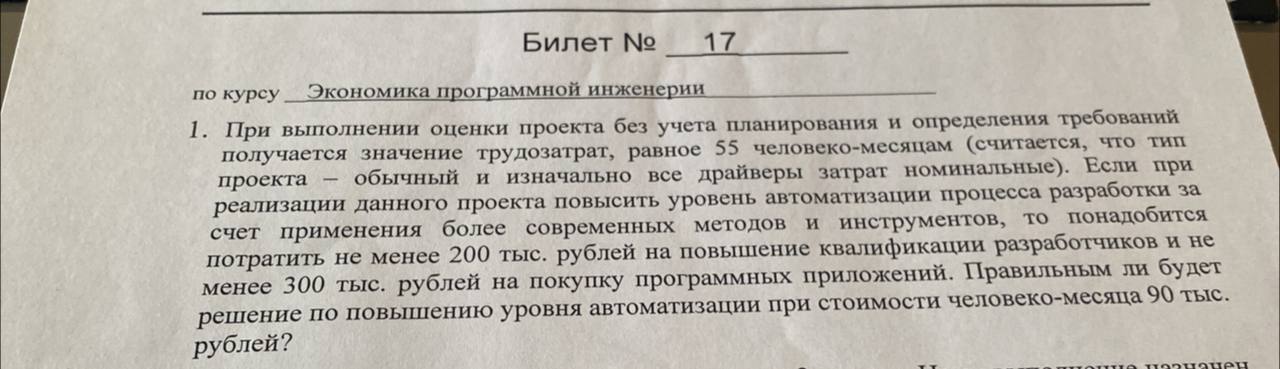 Билет № 17
по курсу Экономика программной инженерии
1. При выполнении оценки проекта без учета планирования и определения требований
получается значение трудозатрат, равное 55 человеко-месяцам (считается, что тип
проекта – обычный и изначально все драйверы затрат номинальные). Если при
реализации данного проекта повысить уровень автоматизации процесса разработки за
счет применения более современных методов и инструментов, то понадобится
потратить не менее 200 тыс. рублей на повышение квалификации разработчиков и не
менее 300 тыс. рублей на покупку программных приложений. Правильным ли будет
решение по повышению уровня автоматизации при стоимости человеко-месяца 90 тыс.
рублей?